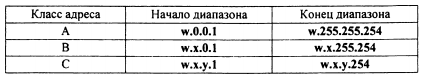 Класс адреса Начало диапазона Конец диапазона
A w.0.0.1 w.255.255.254
B w.x.0.1 w.x.255.254
C w.x.y.1 w.x.y.254